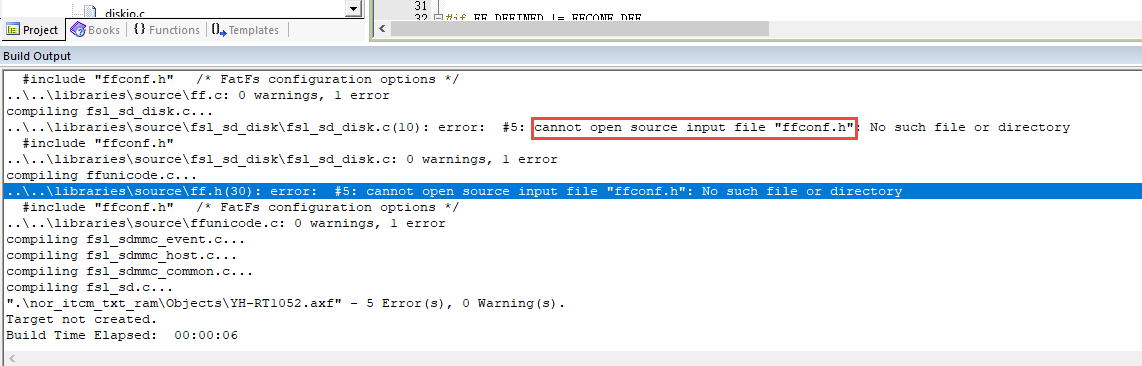 diskio.c
31
32 #if FF_DEFINED != FFCONF_DEF
Project Books {} Functions Templates
Build Output
#include "ffconf.h" /* FatFs configuration options */
..\..\libraries\source\ff.c: 0 warnings, 1 error
compiling fsl_sd_disk.c...
..\..\libraries\source\fsl_sd_disk\fsl_sd_disk.c(10): error: #5: cannot open source input file "ffconf.h": No such file or directory
#include "ffconf.h"
..\..\libraries\source\fsl_sd_disk\fsl_sd_disk.c: 0 warnings, 1 error
compiling ffunicode.c...
..\..\libraries\source\ff.h(30): error: #5: cannot open source input file "ffconf.h": No such file or directory
#include "ffconf.h" /* FatFs configuration options */
..\..\libraries\source\ffunicode.c: 0 warnings, 1 error
compiling fsl_sdmmc_event.c...
compiling fsl_sdmmc_host.c...
compiling fsl_sdmmc_common.c...
compiling fsl_sd.c...
".\nor_itcm_txt_ram\Objects\YH-RT1052.axf" - 5 Error(s), 0 Warning(s).
Target not created.
Build Time Elapsed: 00:00:06